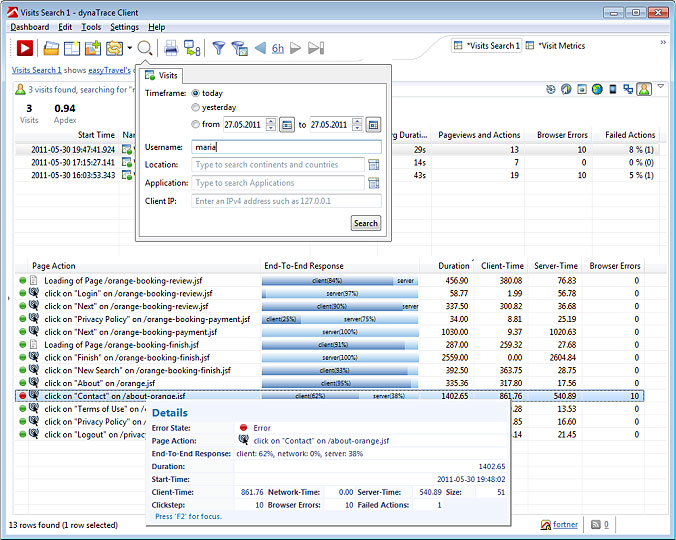 Visits Search 1 - dynaTrace Client
Dashboard Edit Tools Settings Help
6h
*Visits Search 1 *Visit Metrics
Visits Search 1 shows easyTravel's
Visits
3 visits found, searching for "m
Timeframe: today
yesterday
from 27.05.2011 to 27.05.2011
3 0.94
Visits Apdex
Start Time Duration... Pageviews and Actions Browser Errors Failed Actions
Username: maria
2011-05-30 19:47:41.924 29s 13 10 8 % (1)
Location: Type to search continents and countries
2011-05-30 17:15:27.141 14s 7 0 0 % (0)
2011-05-30 16:03:53.343 43s 19 10 5 % (1)
Application: Type to search Applications
Client IP: Enter an IPv4 address such as 127.0.0.1
Search
Page Action End-To-End Response Duration Client-Time Server-Time Browser Errors
Loading of Page /orange-booking-review.jsf client(84%) server 456.90 380.08 76.83 0
click on "Login" on /orange-booking-review.jsf server(97%) 58.77 1.99 56.78 0
click on "Next" on /orange-booking-review.jsf client(90%) server 337.50 300.82 36.68 0
click on "Privacy Policy" on /orange-booking-payment.jsf client(25%) server(75%) 34.00 8.81 25.19 0
click on "Next" on /orange-booking-payment.jsf server(100%) 1030.00 9.37 1020.63 0
Loading of Page /orange-booking-finish.jsf client(91%) 287.00 259.32 27.68 0
click on "Finish" on /orange-booking-finish.jsf server(100%) 2559.00 0.00 2604.84 0
click on "New Search" on /orange-booking-finish.jsf client(93%) 392.50 363.75 28.75 0
click on "About" on /orange.jsf client(95%) 335.36 317.80 17.56 0
click on "Contact" on /about-orange.jsf client(62%) server(38%) 1402.65 861.76 540.89 10
click on "Terms of Use" on /orang .28 13.53 0
click on "Privacy Policy" on /oran .85 16.60 0
click on "Logout" on /privacy .14 21.45 0
Details
Error State: Error
Page Action: click on "Contact" on /about-orange.jsf
End-To-End Response: client: 62%, network: 0%, server: 38%
Duration: 1402.65
Start-Time: 2011-05-30 19:48:02
Client-Time: 861.76 Network-Time: 0.00 Server-Time: 540.89 Size: 51
Clickstep: 10 Browser Errors: 10 Failed Actions: 1
Press 'F2' for focus.
13 rows found (1 row selected)
fortner 0